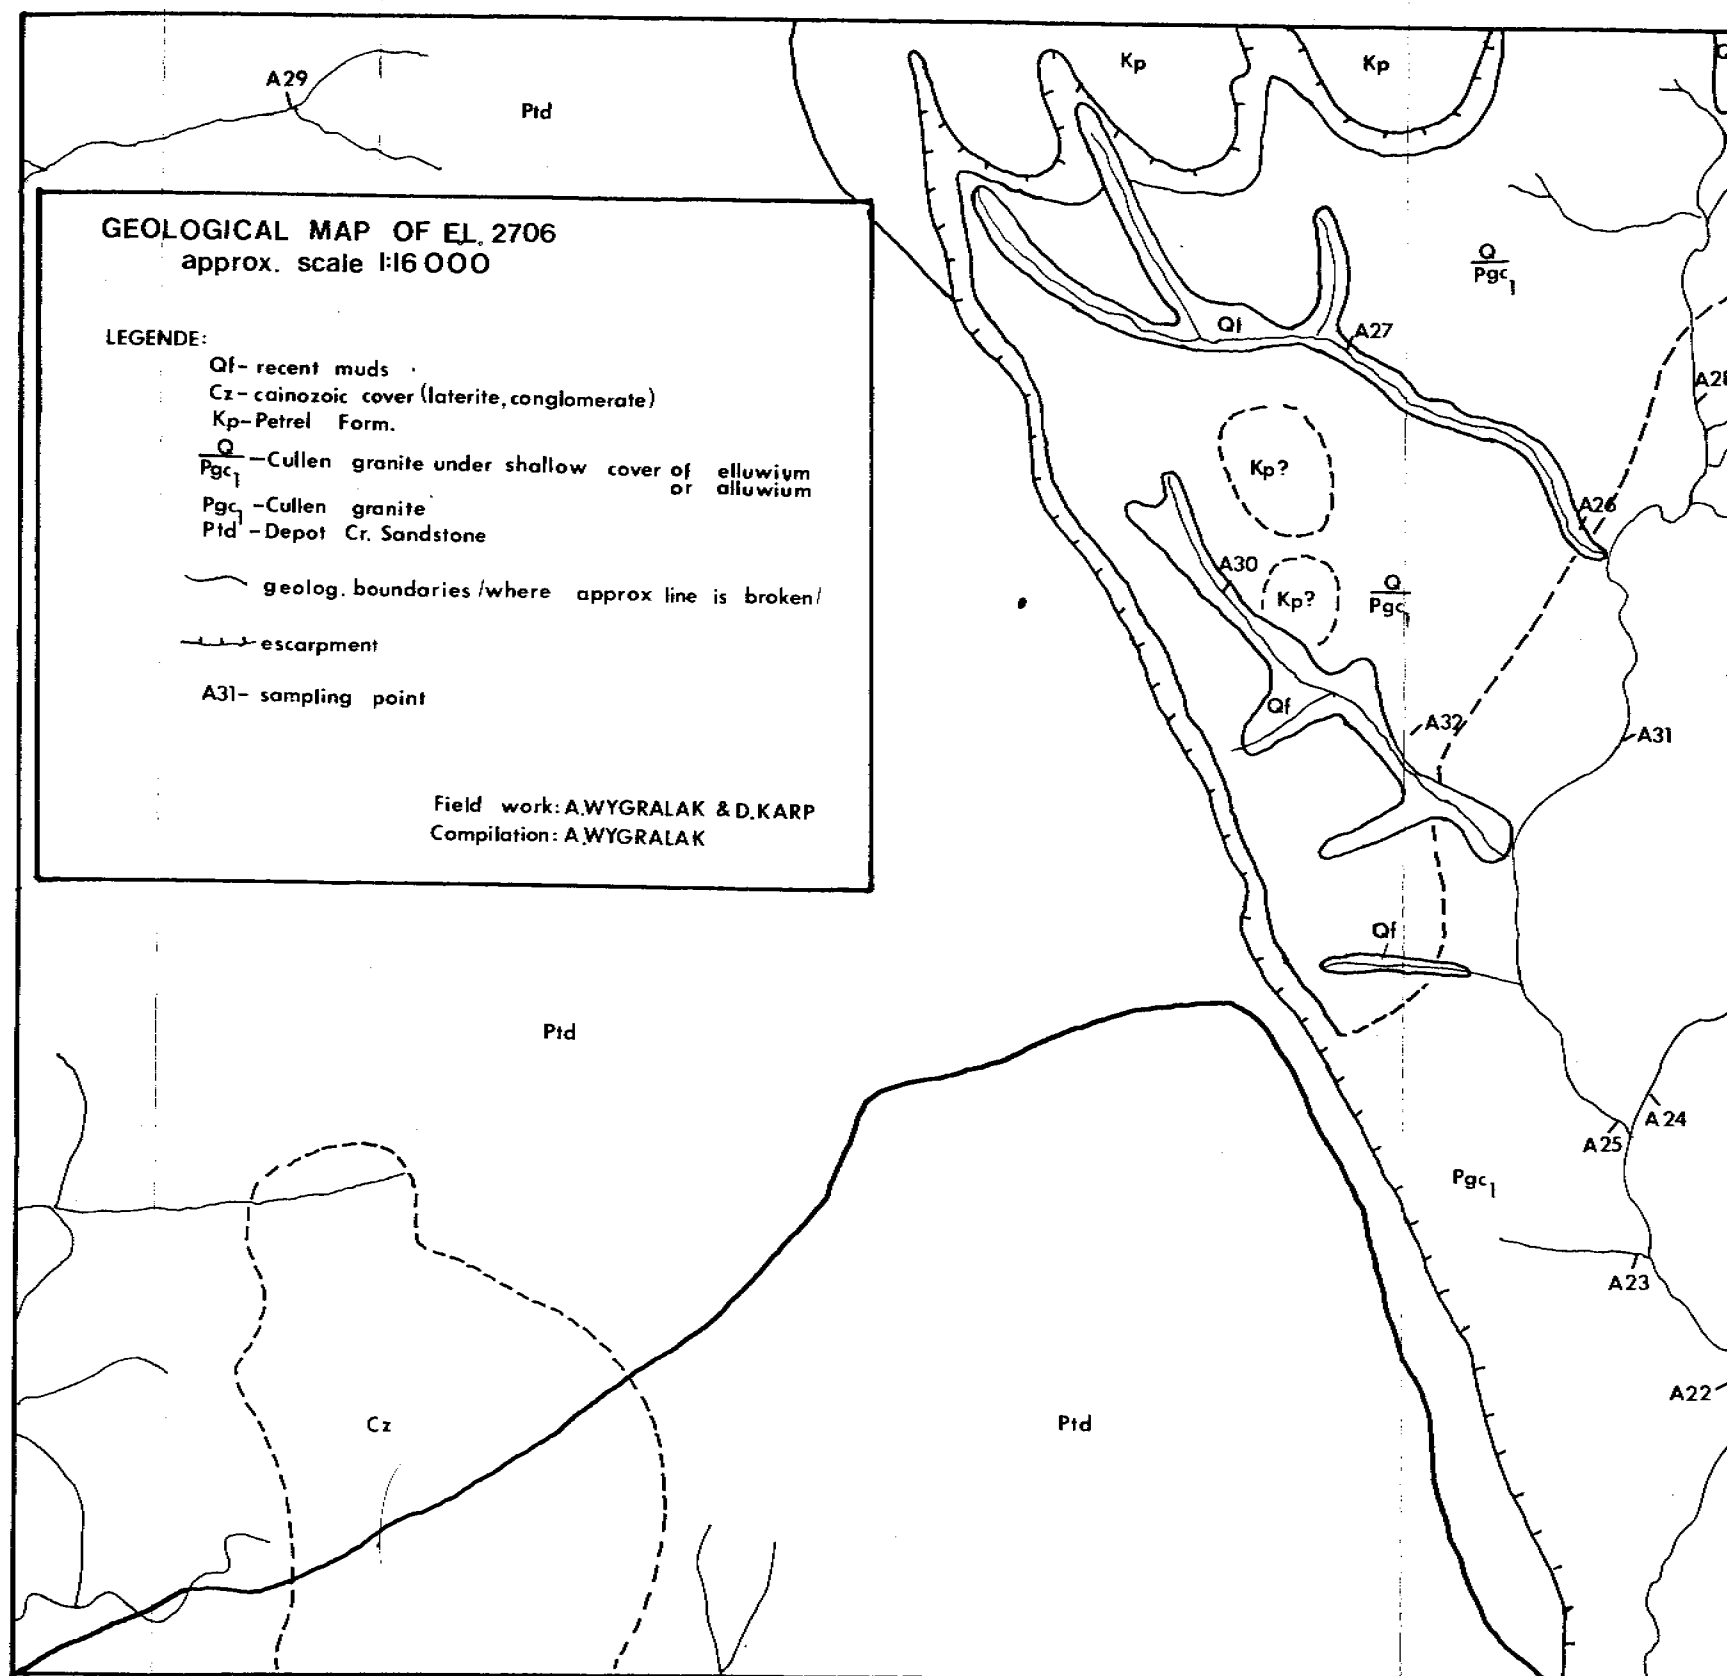 GEOLOGICAL MAP OF EL. 2706
approx. scale 1:16 000
LEGENDE:
Qf- recent muds
Cz- cainozoic cover (laterite, conglomerate)
Kp-Petrel Form.
Q
Pgc1 -Cullen granite under shallow cover of elluwium
or alluwium
Pgc1 -Cullen granite
Ptd -Depot Cr. Sandstone
geolog. boundaries /where approx line is broken/
escarpment
A31- sampling point
Field work: A.WYGRALAK & D.KARP
Compilation: A.WYGRALAK
A29
Ptd
Kp
Kp
Q
Pgc1
Qf
A27
A28
Kp?
A26
A30
Kp?
Q
Pgc1
Qf
A32
A31
Qf
Ptd
A24
A25
Pgc1
A23
A22
Cz
Ptd